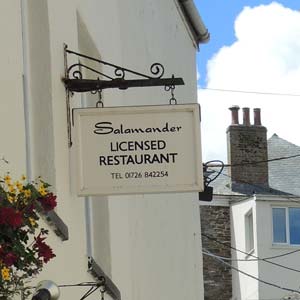 Salamander
LICENSED
RESTAURANT
TEL 01726 842254